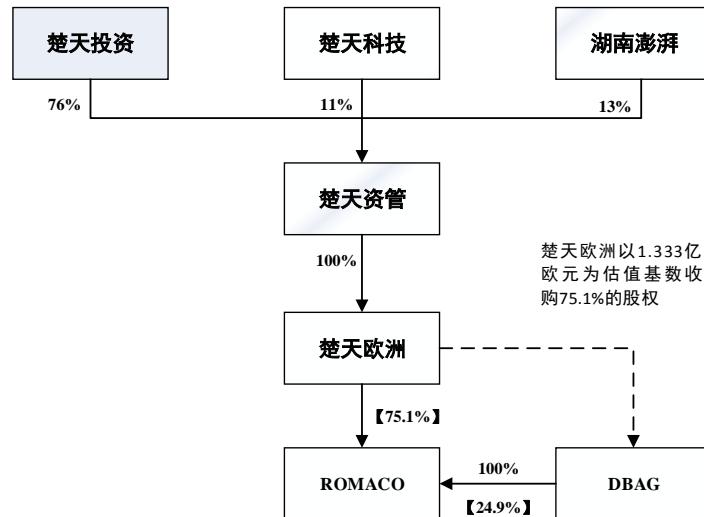 楚天投资
楚天科技
湖南澎湃
76%
11%
13%
楚天资管
100%
楚天欧洲以1.333亿
欧元为估值基数收
购75.1%的股权
楚天欧洲
【75.1%】
ROMACO
100%
【24.9%】
DBAG